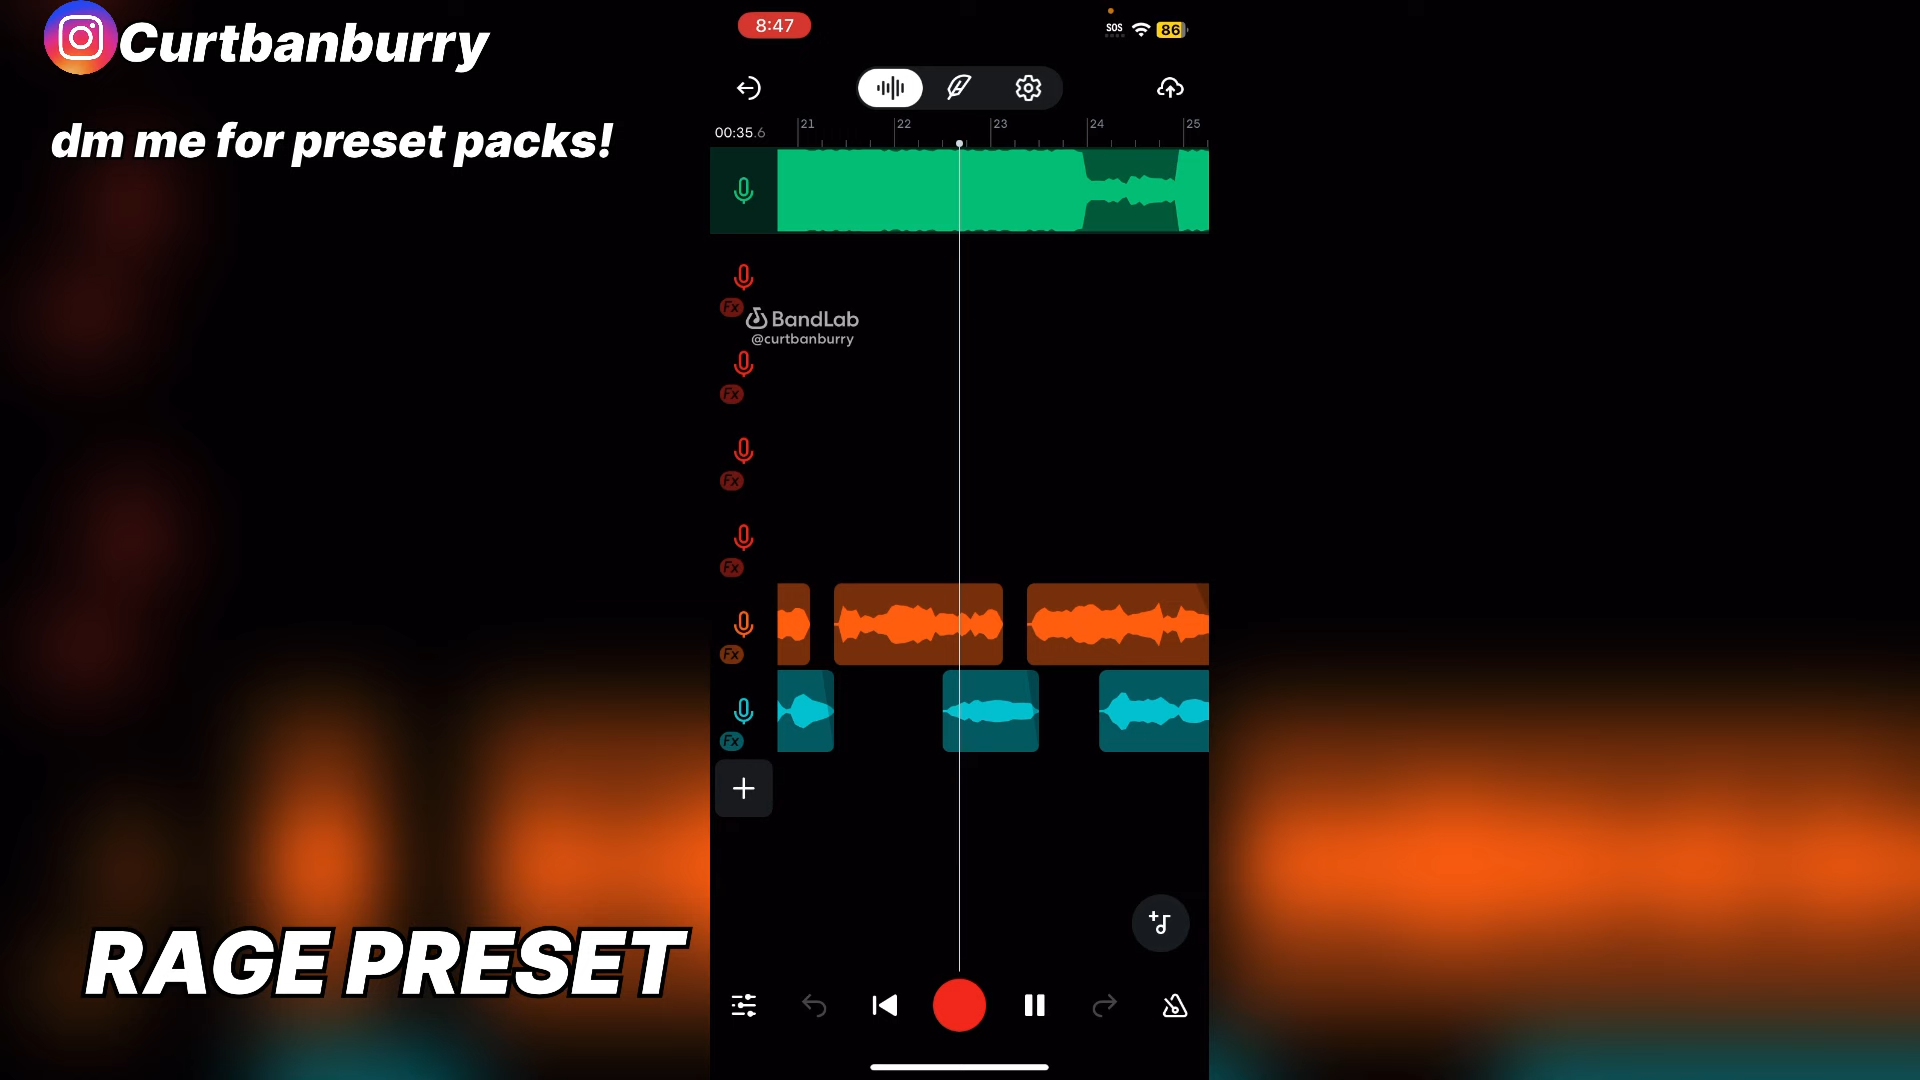 Curtbanburry
dm me for preset packs!
8:47
SOS
86
00:35.6
21
22
23
24
25
Fx
BandLab
@curtbanburry
Fx
Fx
Fx
Fx
Fx
RAGE PRESET